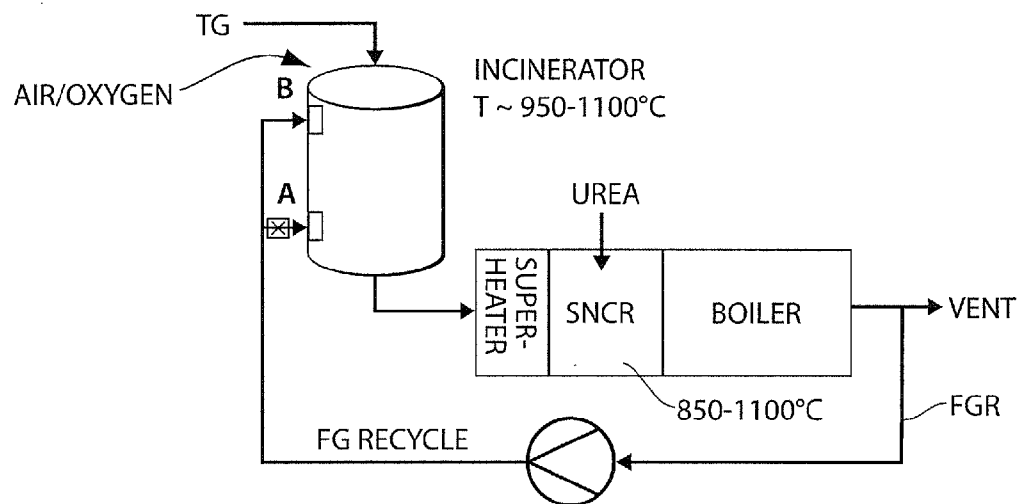 TG
AIR/OXYGEN
B
INCINERATOR
T ~ 950-1100°C
A
UREA
SUPER-
HEATER
SNCR
BOILER
VENT
850-1100°C
FGR
FG RECYCLE